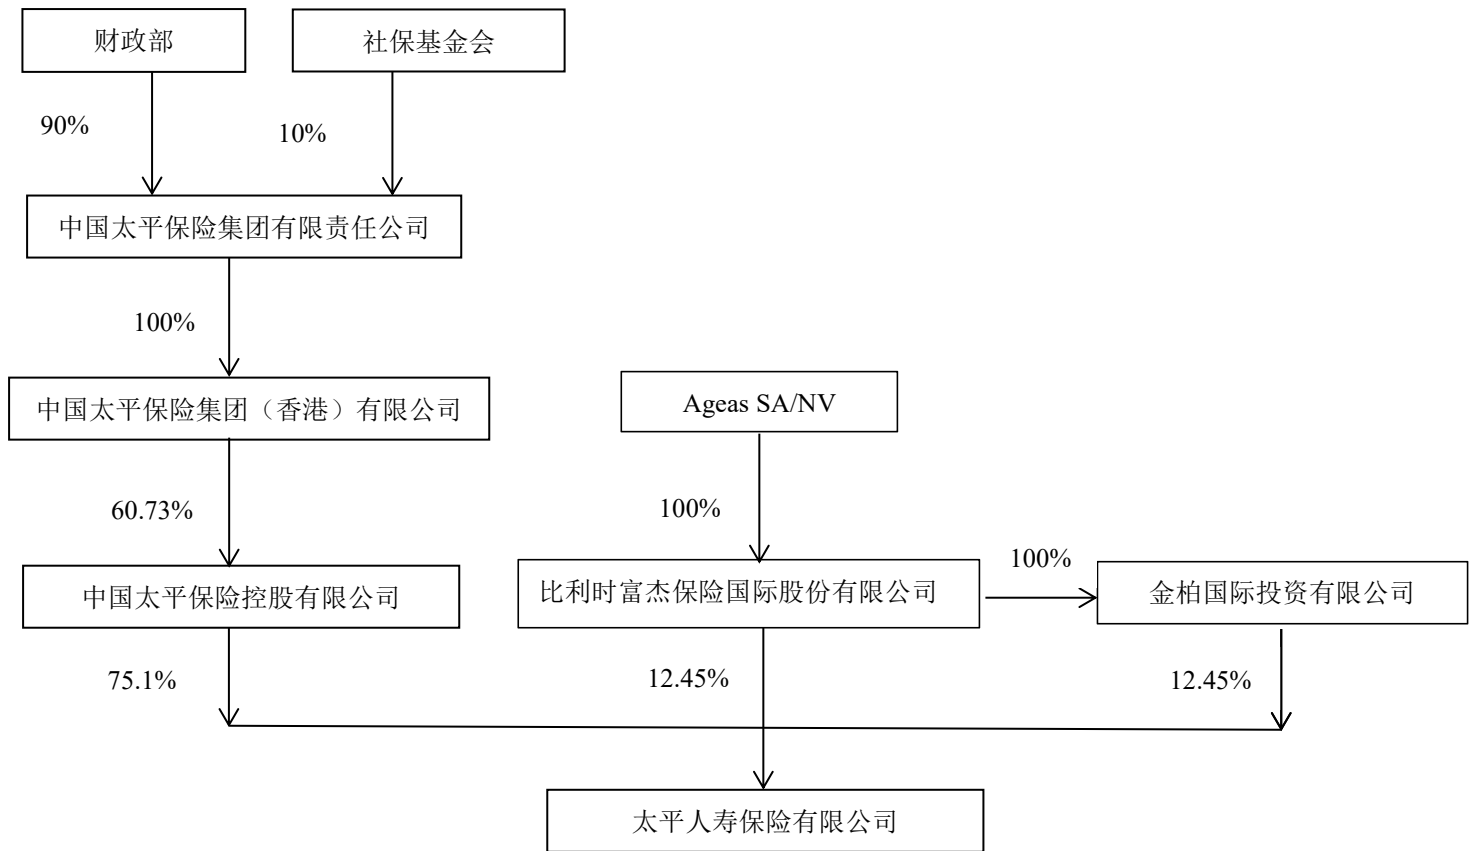 财政部
社保基金会
90%
10%
中国太平保险集团有限责任公司
100%
中国太平保险集团（香港）有限公司
Ageas SA/NV
60.73%
100%
100%
中国太平保险控股有限公司
比利时富杰保险国际股份有限公司
金柏国际投资有限公司
75.1%
12.45%
12.45%
太平人寿保险有限公司